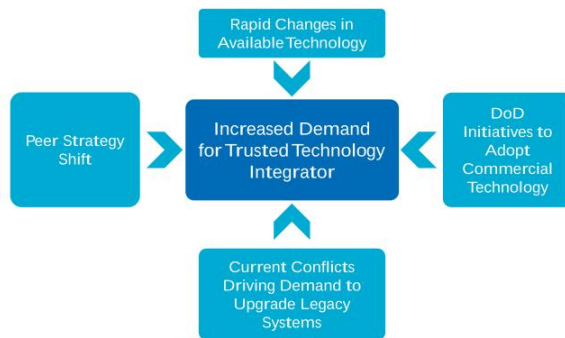 Rapid Changes in
Available Technology
Peer Strategy
Shift
Increased Demand
for Trusted Technology
Integrator
DoD
Initiatives to
Adopt
Commercial
Technology
Current Conflicts
Driving Demand to
Upgrade Legacy
Systems